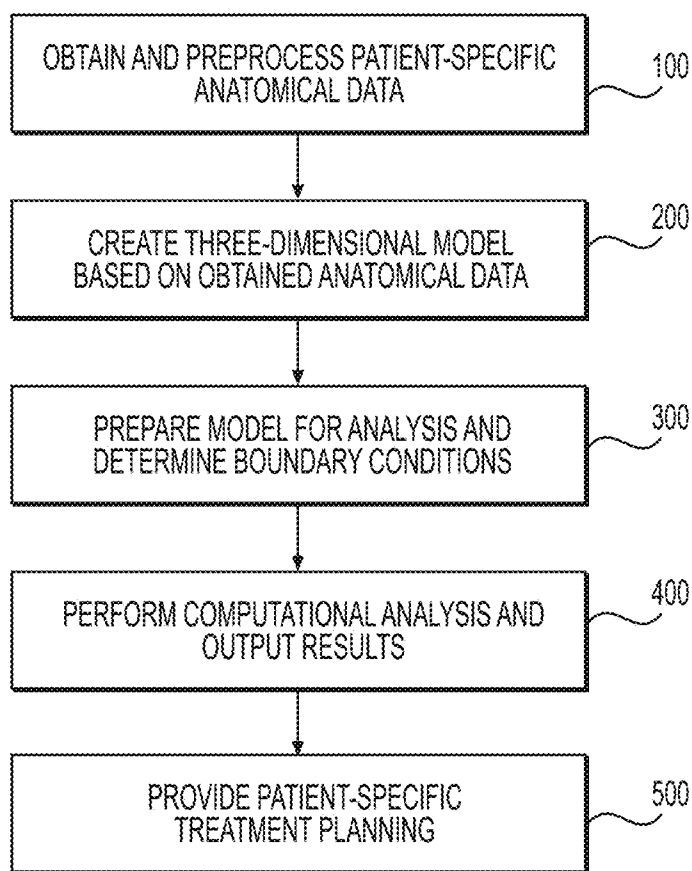 OBTAIN AND PREPROCESS PATIENT-SPECIFIC
ANATOMICAL DATA
100
CREATE THREE-DIMENSIONAL MODEL
BASED ON OBTAINED ANATOMICAL DATA
200
PREPARE MODEL FOR ANALYSIS AND
DETERMINE BOUNDARY CONDITIONS
300
PERFORM COMPUTATIONAL ANALYSIS AND
OUTPUT RESULTS
400
PROVIDE PATIENT-SPECIFIC
TREATMENT PLANNING
500